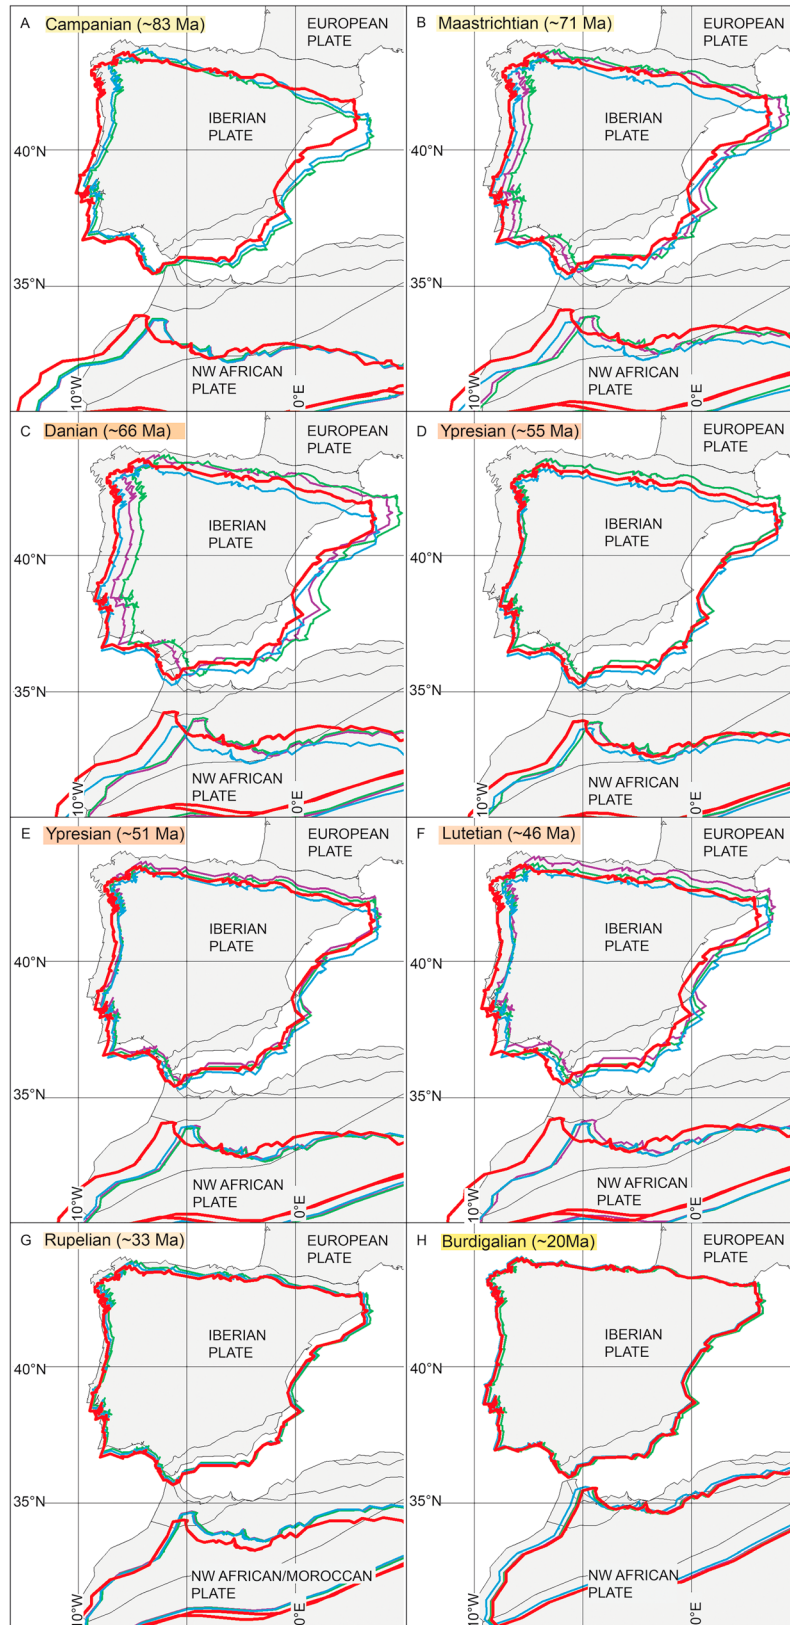 A Campanian (~83 Ma)
EUROPEAN
PLATE
IBERIAN
PLATE
40°N
35°N
NW AFRICAN
PLATE
10°W
0°E
B Maastrichtian (~71 Ma)
EUROPEAN
PLATE
IBERIAN
PLATE
40°N
35°N
NW AFRICAN
PLATE
10°W
0°E
C Danian (~66 Ma)
EUROPEAN
PLATE
IBERIAN
PLATE
40°N
35°N
NW AFRICAN
PLATE
10°W
0°E
D Ypresian (~55 Ma)
EUROPEAN
PLATE
IBERIAN
PLATE
40°N
35°N
NW AFRICAN
PLATE
10°W
0°E
E Ypresian (~51 Ma)
EUROPEAN
PLATE
IBERIAN
PLATE
40°N
35°N
NW AFRICAN
PLATE
10°W
0°E
F Lutetian (~46 Ma)
EUROPEAN
PLATE
IBERIAN
PLATE
40°N
35°N
NW AFRICAN
PLATE
10°W
0°E
G Rupelian (~33 Ma)
EUROPEAN
PLATE
IBERIAN
PLATE
40°N
35°N
NW AFRICAN/MOROCCAN
PLATE
10°W
0°E
H Burdigalian (~20Ma)
EUROPEAN
PLATE
IBERIAN
PLATE
40°N
35°N
NW AFRICAN
PLATE
10°W
0°E